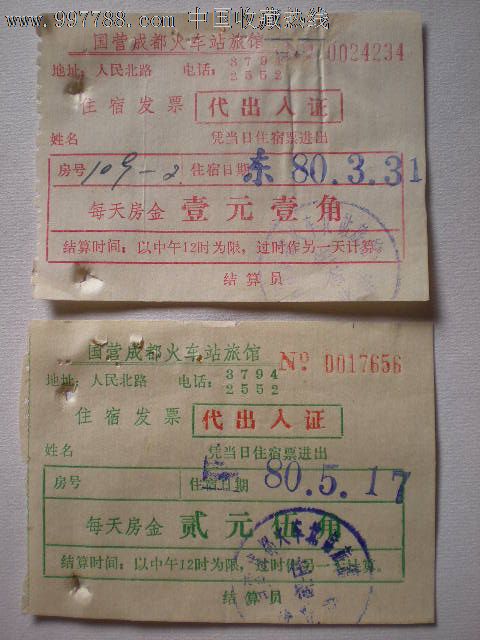 www.997788.com 中国收藏热线
国营成都火车站旅馆 No 0024234
地址：人民北路 电话：3794 2552
住宿发票 代出入证
姓名 凭当日住宿票进出
房号 109-2 住宿日期 东 80.3.31
每天房金 壹元壹角
结算时间：以中午12时为限，过时作另一天计算。
结算员
国营成都火车站旅馆 No 0017656
地址：人民北路 电话：3794 2552
住宿发票 代出入证
姓名 凭当日住宿票进出
房号 住宿日期 80.5.17
每天房金 贰元伍角
结算时间：以中午12时为限，过时作另一天计算。
结算员